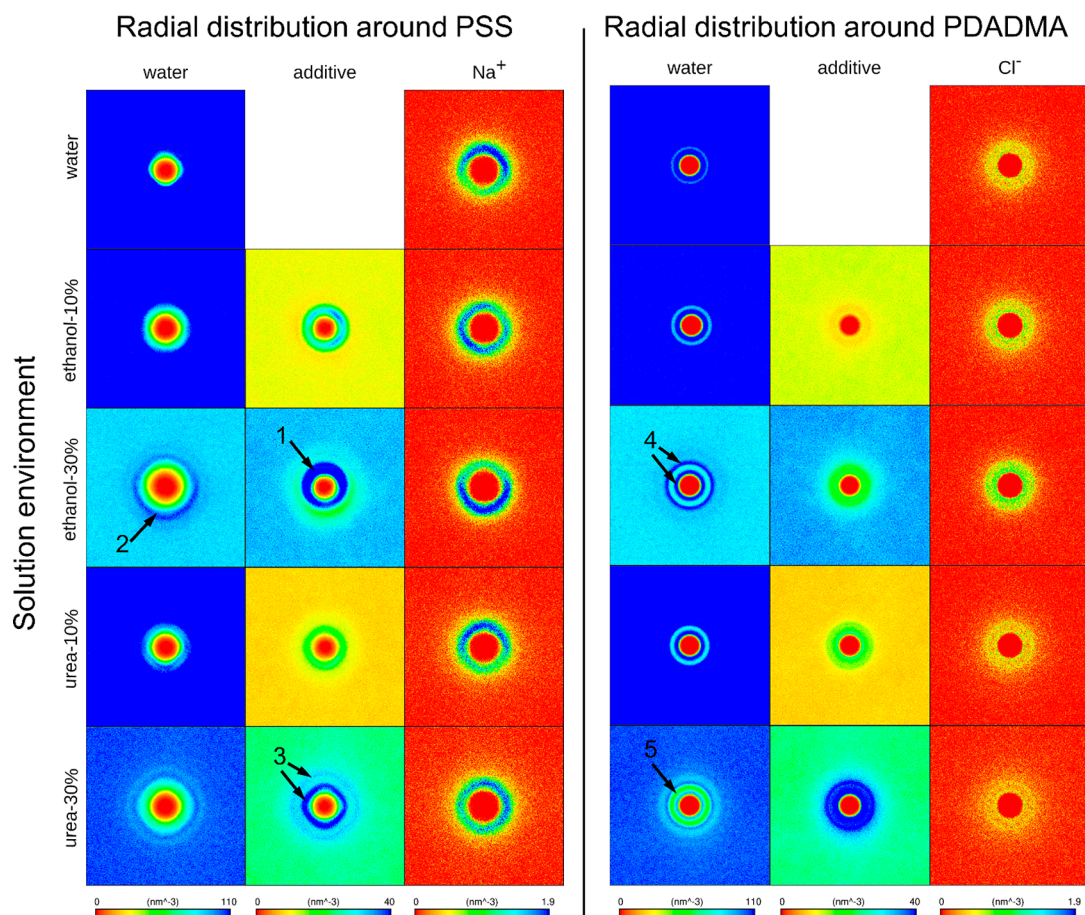 Radial distribution around PSS
Radial distribution around PDADMA
water additive Na+
water additive Cl-
Solution environment
water
ethanol-10%
ethanol-30%
1
2
4
urea-10%
urea-30%
3
5
0 (nm^-3) 110
0 (nm^-3) 40
0 (nm^-3) 1.9
0 (nm^-3) 110
0 (nm^-3) 40
0 (nm^-3) 1.9